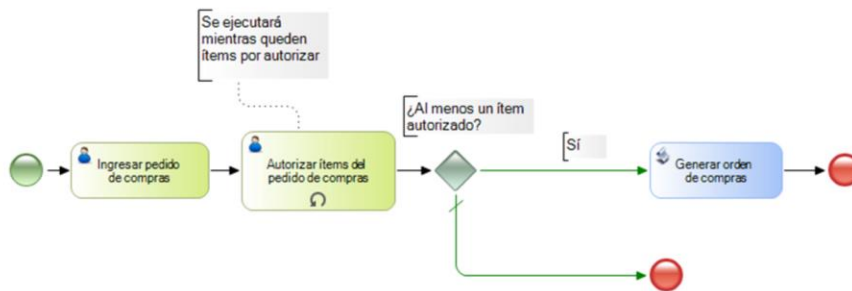 Se ejecutará
mientras queden
ítems por autorizar
¿Al menos un ítem
autorizado?
Sí
Ingresar pedido
de compras
Autorizar ítems del
pedido de compras
Generar orden
de compras